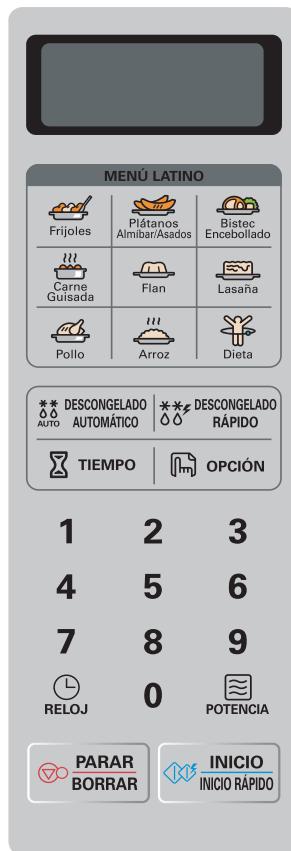 MENÚ LATINO
Frijoles
Plátanos
Almibar/Asados
Bistec
Encebollado
Carne
Guisada
Flan
Lasaña
Pollo
Arroz
Dieta
AUTO
DESCONGELADO
AUTOMÁTICO
DESCONGELADO
RÁPIDO
TIEMPO
OPCIÓN
1 2 3
4 5 6
7 8 9
RELOJ
0
POTENCIA
PARAR
BORRAR
INICIO
INICIO RÁPIDO